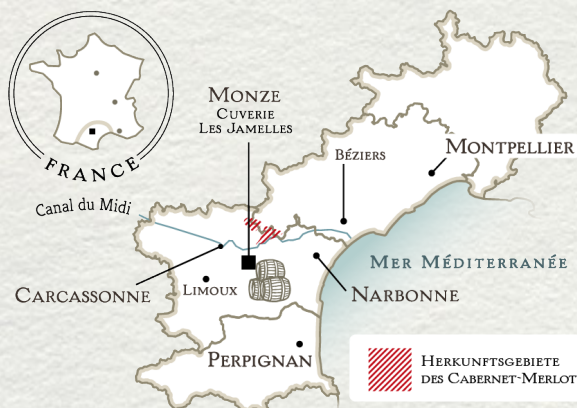 FRANCE
Canal du Midi
MONZE
CUVERIE
LES JAMELLES
BÉZIERS
MONTPELLIER
MER MÉDITERRANÉE
CARCASSONNE
LIMOUX
NARBONNE
PERPIGNAN
HERKUNFTSGEBIETE
DES CABERNET-MERLOT